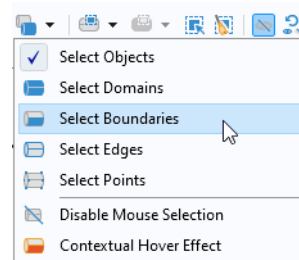 Select Objects
Select Domains
Select Boundaries
Select Edges
Select Points
Disable Mouse Selection
Contextual Hover Effect